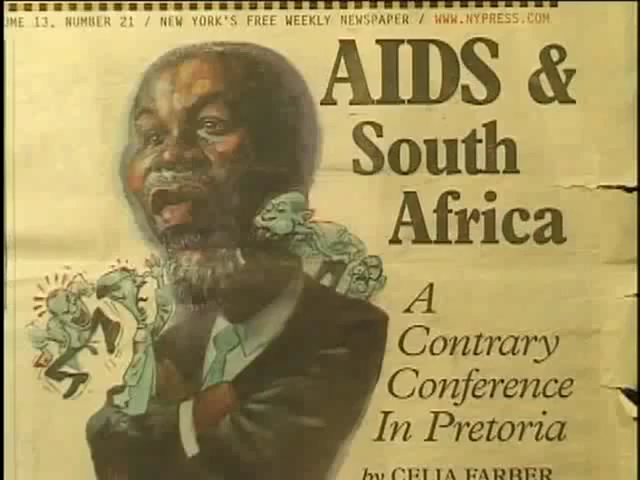 UME 13, NUMBER 21 / NEW YORK'S FREE WEEKLY NEWSPAPER / WWW.NYPRESS.COM
AIDS &
South
Africa
A
Contrary
Conference
In Pretoria
by CELIA FARBER